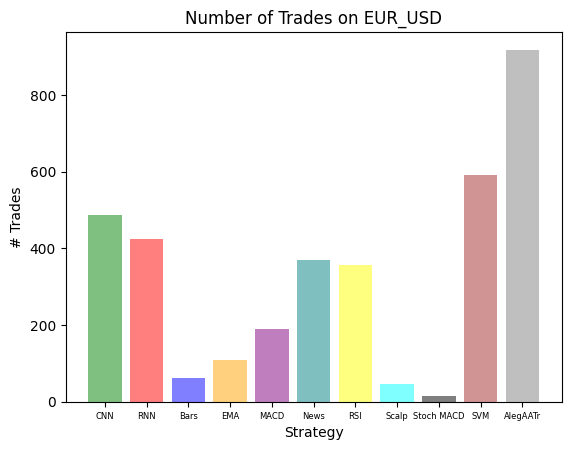 Number of Trades on EUR_USD
# Trades
800
600
400
200
0
CNN RNN Bars EMA MACD News RSI Scalp Stoch MACD SVM AlegAATr
Strategy